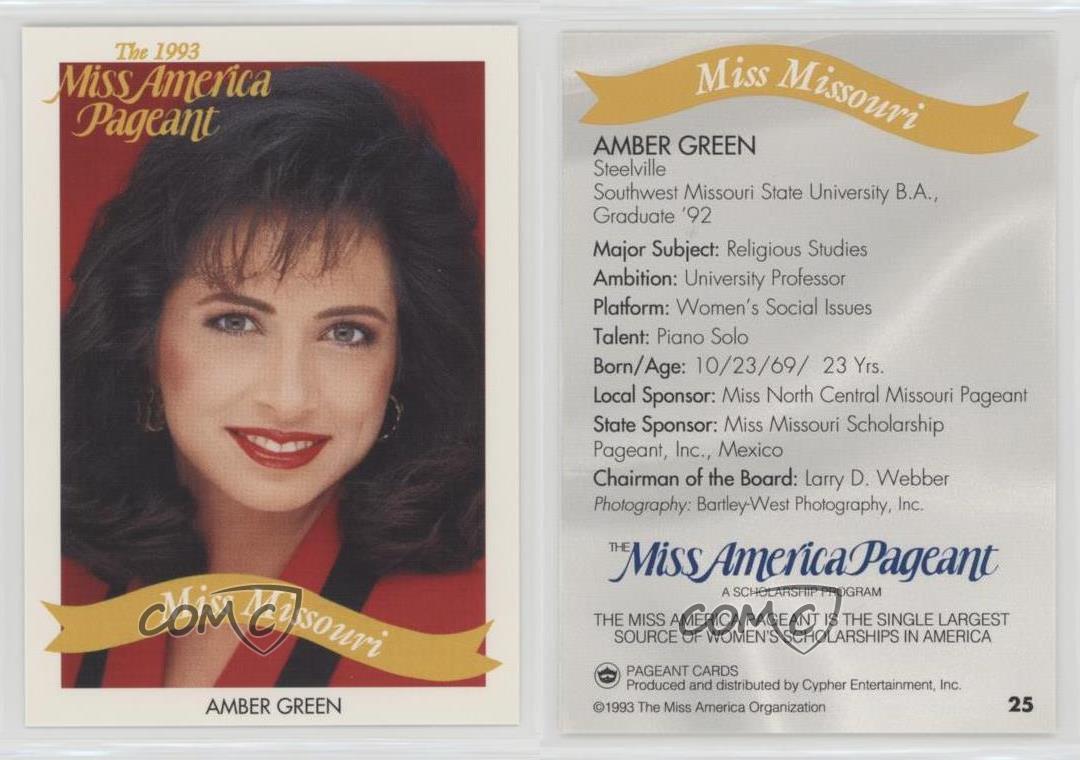 The 1993
Miss America
Pageant
Miss Missouri
COMC
AMBER GREEN
Miss Missouri
AMBER GREEN
Steelville
Southwest Missouri State University B.A.,
Graduate '92
Major Subject: Religious Studies
Ambition: University Professor
Platform: Women's Social Issues
Talent: Piano Solo
Born/Age: 10/23/69/ 23 Yrs.
Local Sponsor: Miss North Central Missouri Pageant
State Sponsor: Miss Missouri Scholarship
Pageant, Inc., Mexico
Chairman of the Board: Larry D. Webber
Photography: Bartley-West Photography, Inc.
THE Miss America Pageant
A SCHOLARSHIP PROGRAM
COMC
THE MISS AMERICA PAGEANT IS THE SINGLE LARGEST
SOURCE OF WOMEN'S SCHOLARSHIPS IN AMERICA
PAGEANT CARDS
Produced and distributed by Cypher Entertainment, Inc.
©1993 The Miss America Organization
25